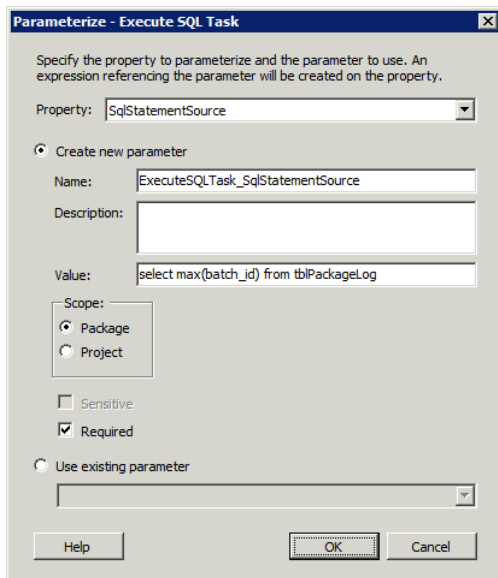 Parameterize - Execute SQL Task
Specify the property to parameterize and the parameter to use. An
expression referencing the parameter will be created on the property.
Property: SqlStatementSource
Create new parameter
Name: ExecuteSQLTask_SqlStatementSource
Description:
Value: select max(batch_id) from tblPackageLog
Scope:
Package
Project
Sensitive
Required
Use existing parameter
Help OK Cancel